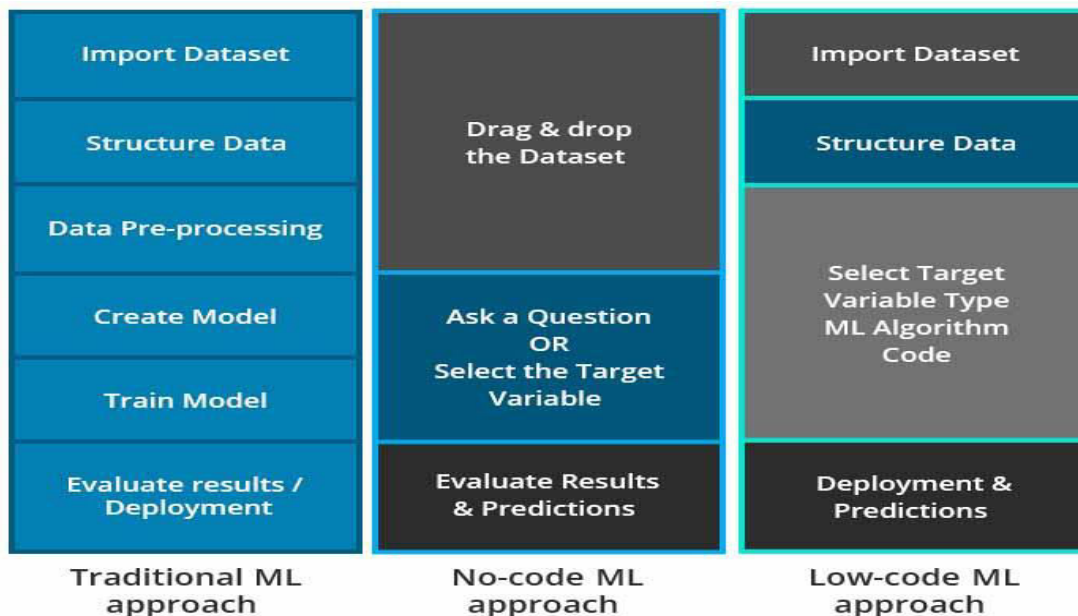 Import Dataset
Structure Data
Data Pre-processing
Create Model
Train Model
Evaluate results /
Deployment
Traditional ML
approach
Drag & drop
the Dataset
Ask a Question
OR
Select the Target
Variable
Evaluate Results
& Predictions
No-code ML
approach
Import Dataset
Structure Data
Select Target
Variable Type
ML Algorithm
Code
Deployment &
Predictions
Low-code ML
approach